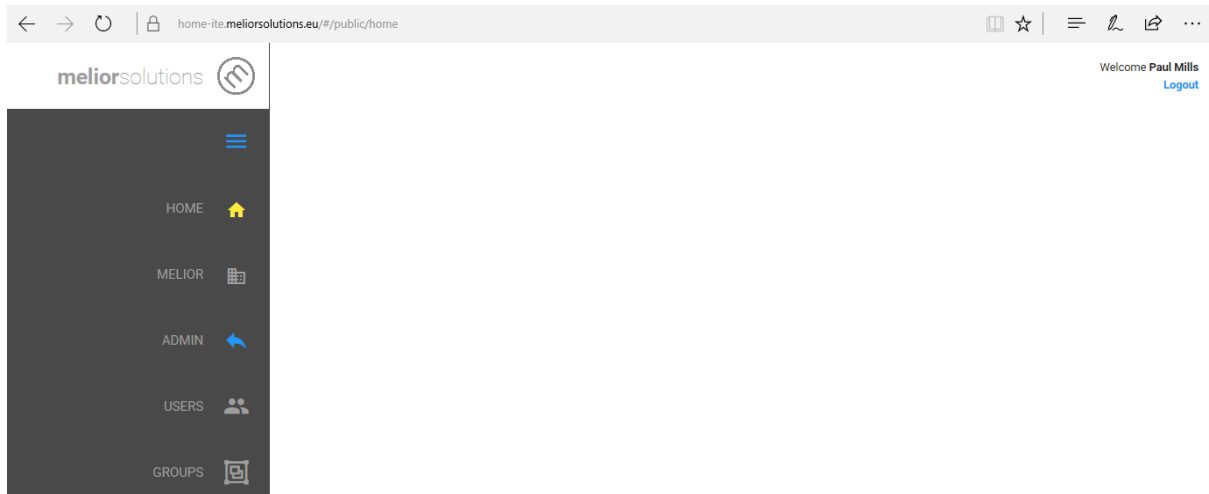 home-ite.meliorsolutions.eu/#/public/home
meliorsolutions
Welcome Paul Mills
Logout
HOME
MELIOR
ADMIN
USERS
GROUPS